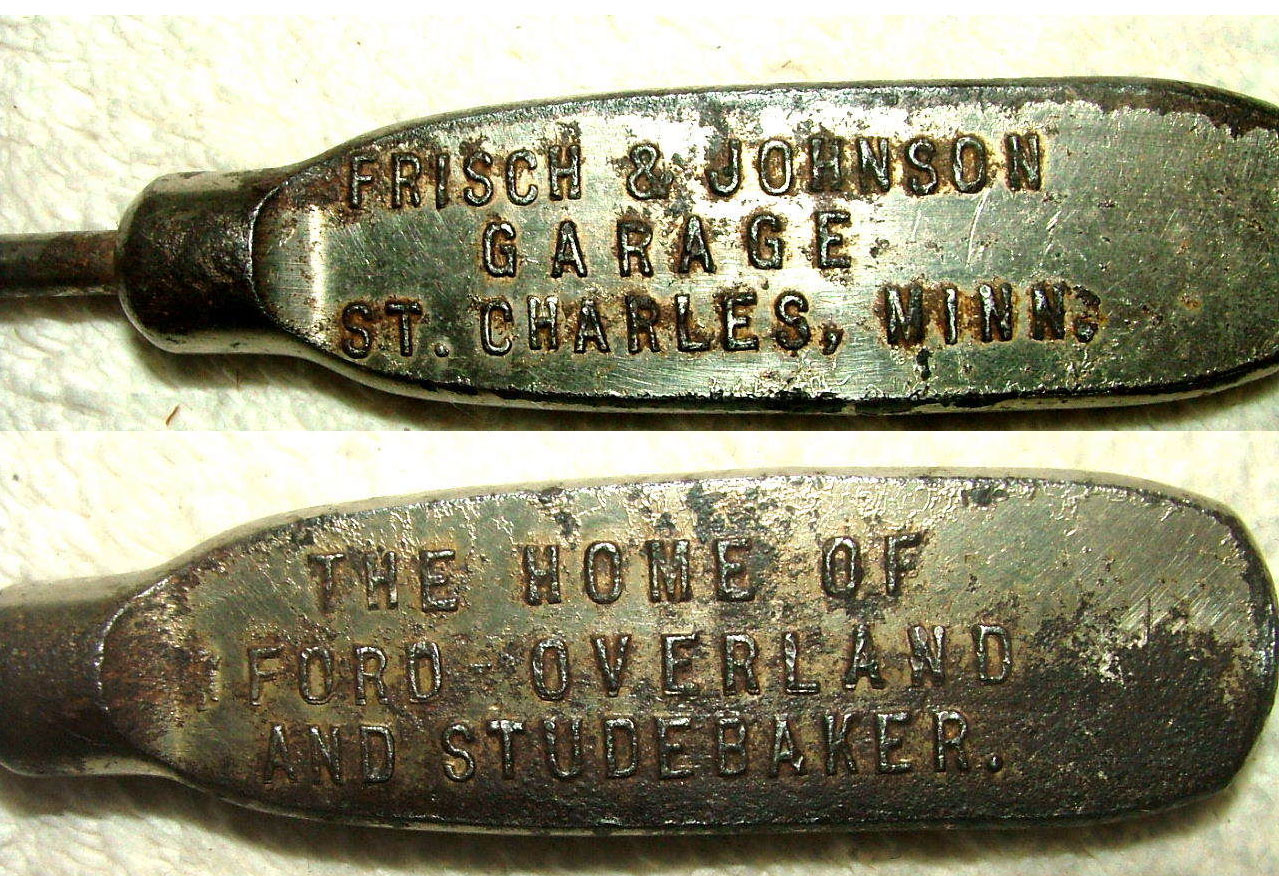 FRISCH & JOHNSON
GARAGE
ST. CHARLES, MINN.
THE HOME OF
FORD - OVERLAND
AND STUDEBAKER.